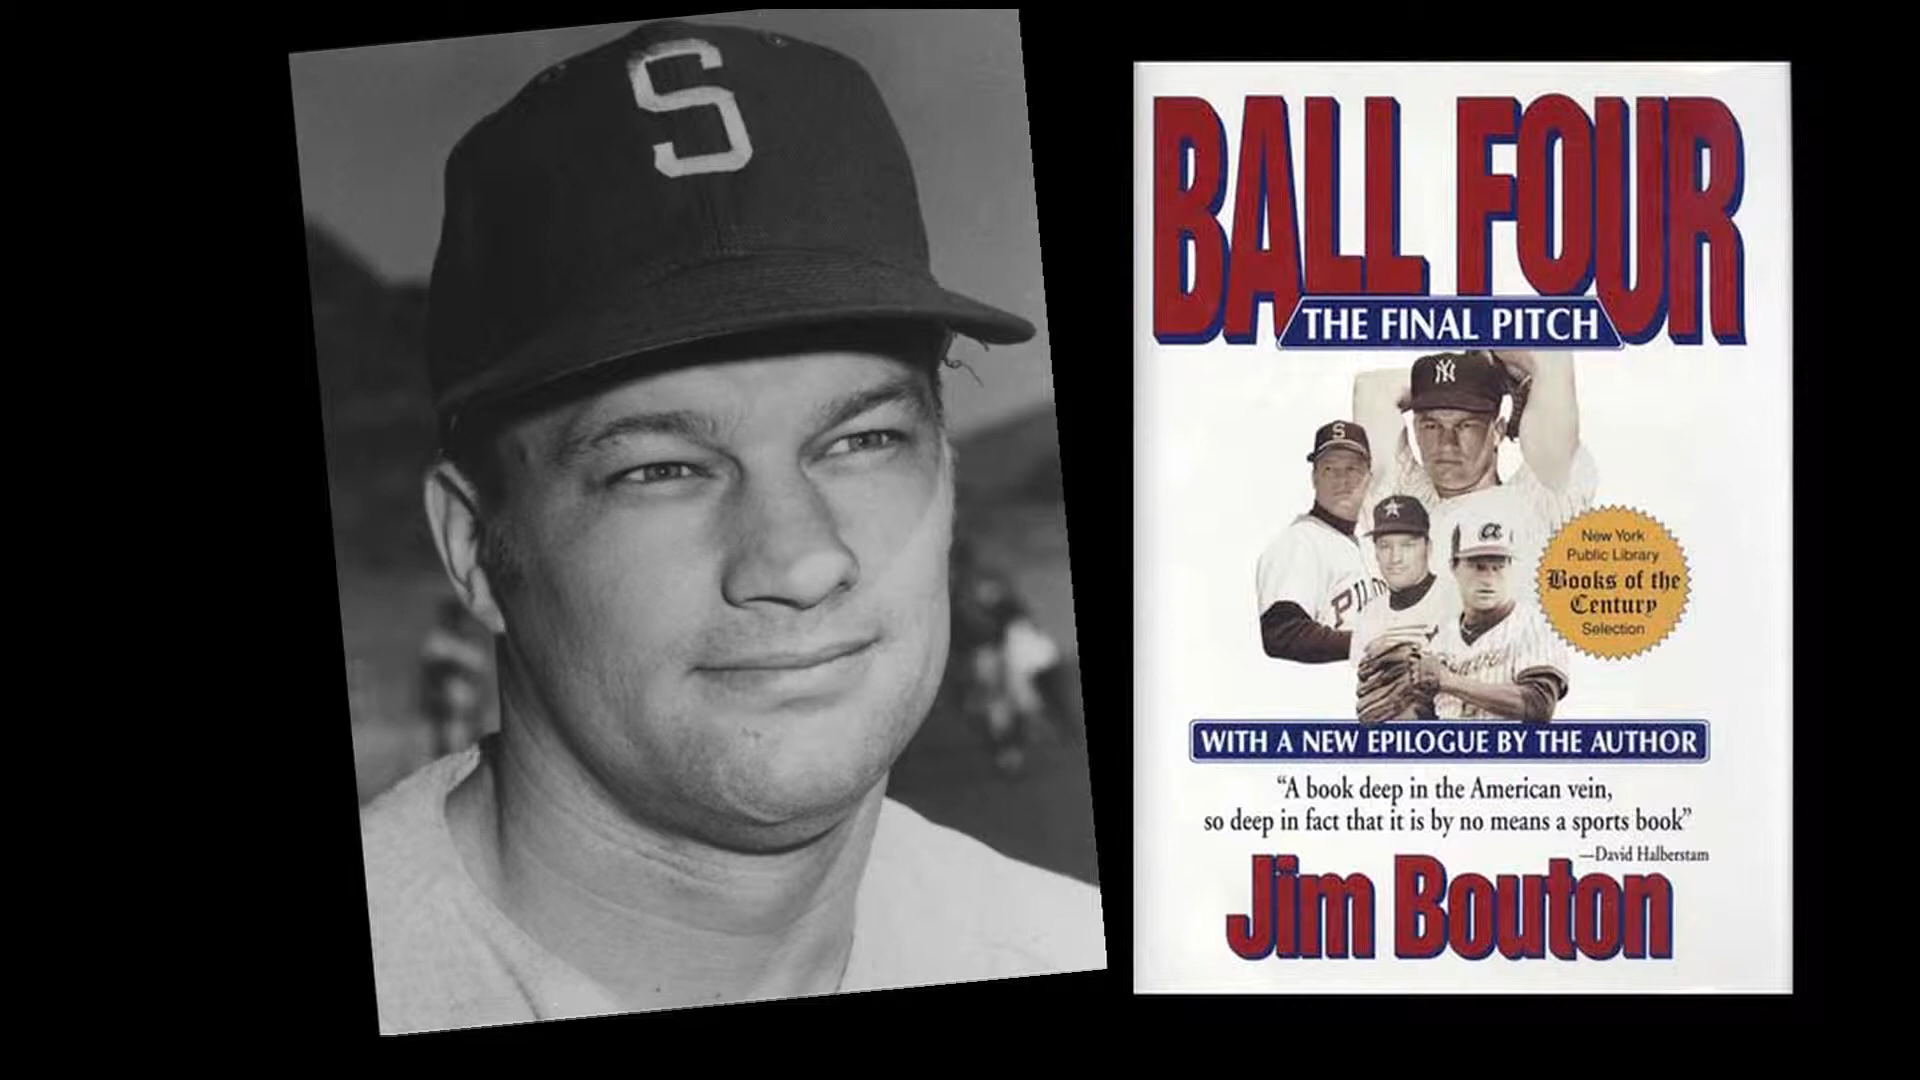 S
BALL FOUR
THE FINAL PITCH
NY
S
PIL
a
New York
Public Library
Books of the
Century
Selection
WITH A NEW EPILOGUE BY THE AUTHOR
“A book deep in the American vein,
so deep in fact that it is by no means a sports book”
—David Halberstam
Jim Bouton